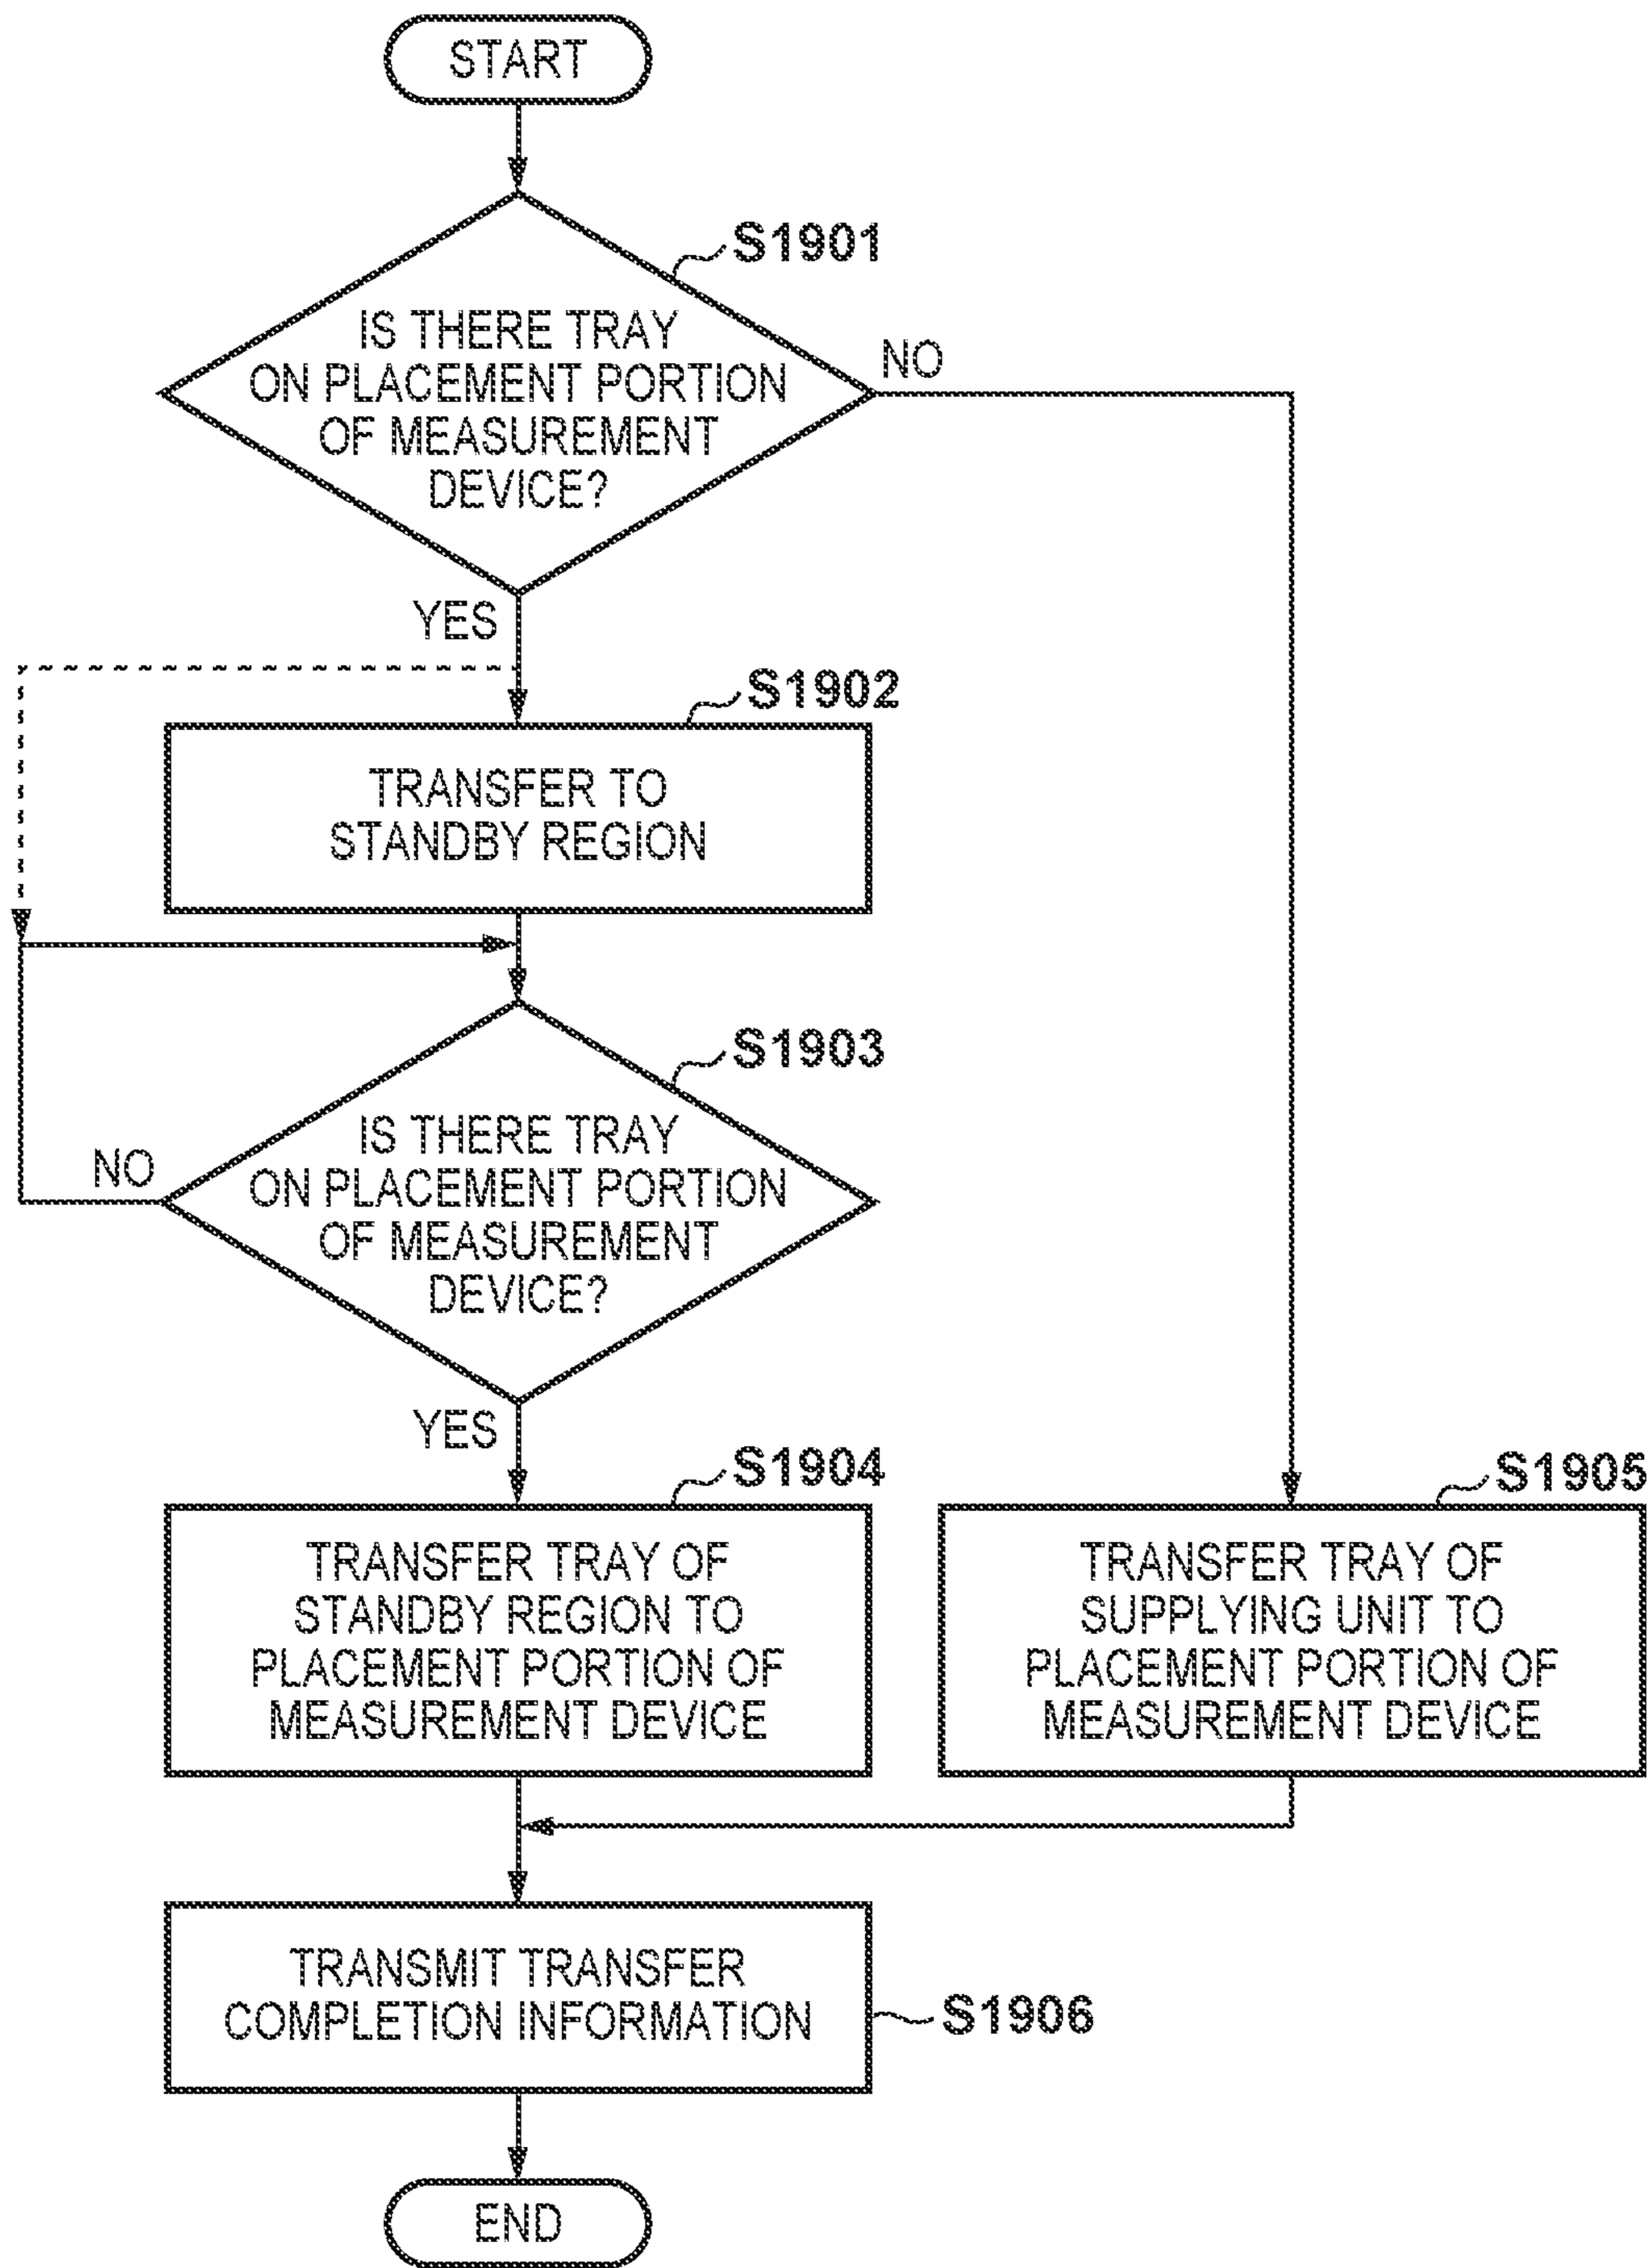 START
S1901
IS THERE TRAY
ON PLACEMENT PORTION
OF MEASUREMENT
DEVICE?
NO
YES
S1902
TRANSFER TO
STANDBY REGION
S1903
IS THERE TRAY
ON PLACEMENT PORTION
OF MEASUREMENT
DEVICE?
NO
YES
S1904
TRANSFER TRAY OF
STANDBY REGION TO
PLACEMENT PORTION OF
MEASUREMENT DEVICE
S1905
TRANSFER TRAY OF
SUPPLYING UNIT TO
PLACEMENT PORTION OF
MEASUREMENT DEVICE
TRANSMIT TRANSFER
COMPLETION INFORMATION
S1906
END